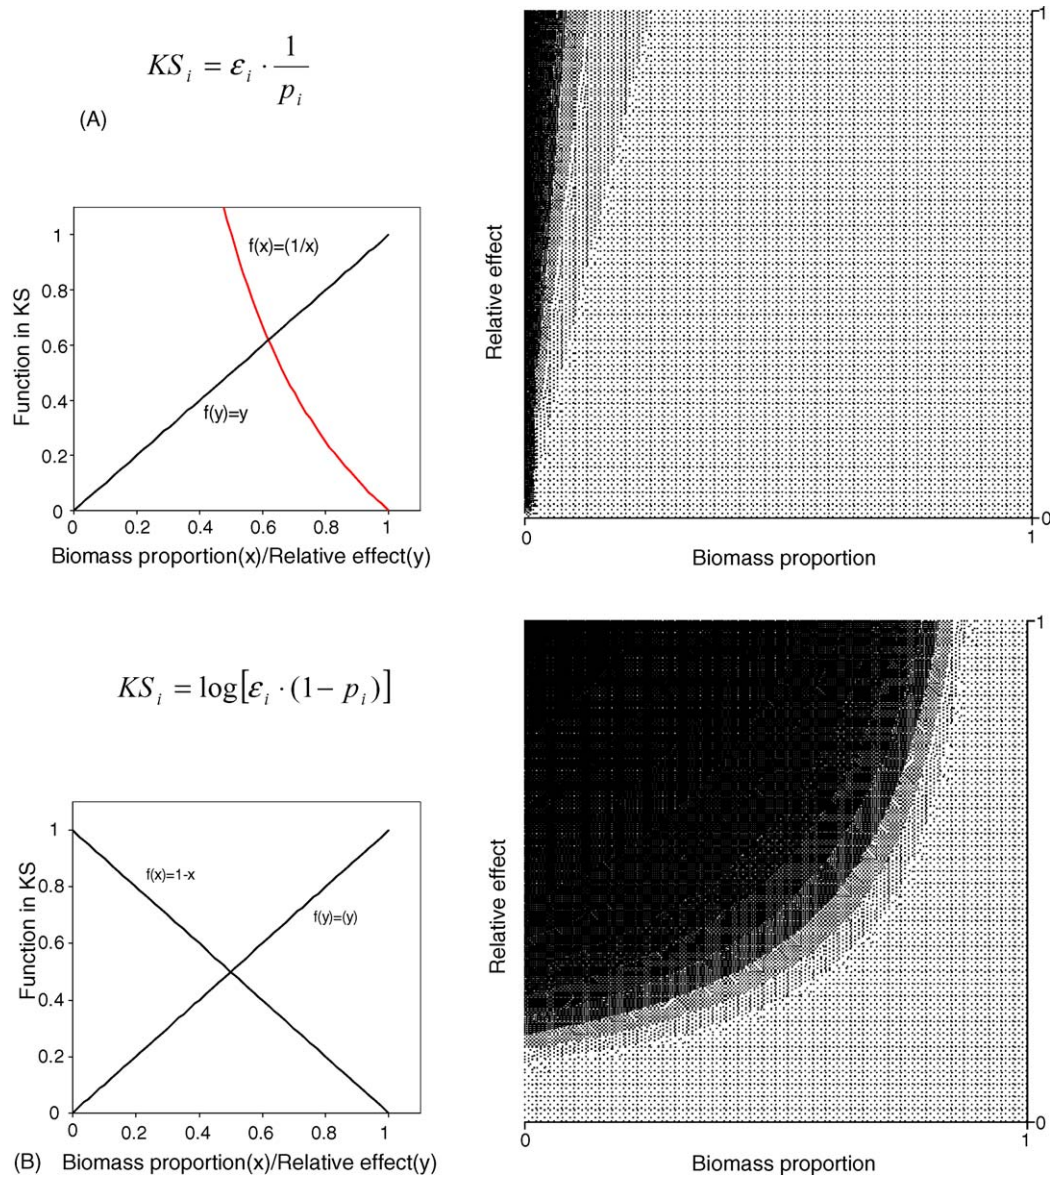 KS_i = ε_i · 1/p_i
(A)
f(x)=(1/x)
f(y)=y
Function in KS
1
0.8
0.6
0.4
0.2
0
0 0.2 0.4 0.6 0.8 1
Biomass proportion(x)/Relative effect(y)
1
Relative effect
0
0 1
Biomass proportion
KS_i = log[ε_i · (1− p_i)]
f(x)=1-x
f(y)=(y)
Function in KS
1
0.8
0.6
0.4
0.2
0
0 0.2 0.4 0.6 0.8 1
(B) Biomass proportion(x)/Relative effect(y)
1
Relative effect
0
0 1
Biomass proportion